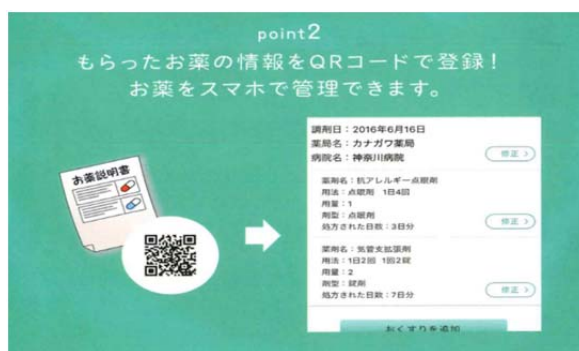 point2
もらったお薬の情報をQRコードで登録！
お薬をスマホで管理できます。
お薬説明書
調剤日：2016年6月16日
薬局名：カナガワ薬局
病院名：神奈川病院
修正 >
薬剤名：抗アレルギー点眼剤
用法：点眼剤 1日4回
用量：1
剤型：点眼剤
処方された日数：3日分
修正 >
薬剤名：気管支拡張剤
用法：1日2回 1回2錠
用量：2
剤型：錠剤
処方された日数：7日分
修正 >
おくすりを追加